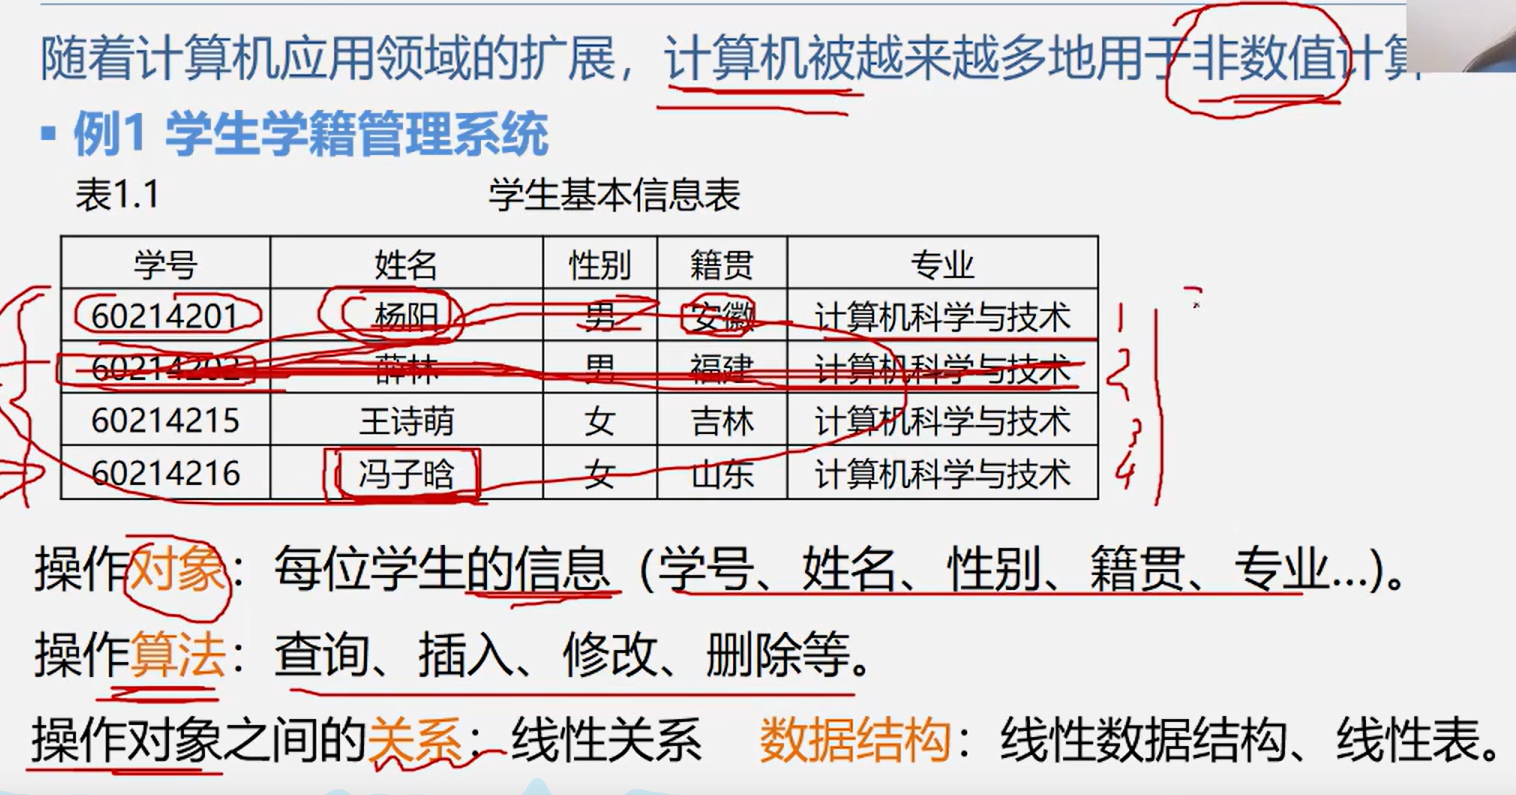 随着计算机应用领域的扩展，计算机被越来越多地用于非数值计算
▪ 例1 学生学籍管理系统
表1.1 学生基本信息表
学号 姓名 性别 籍贯 专业
60214201 杨阳 男 安徽 计算机科学与技术 1
60214202 薛林 男 福建 计算机科学与技术 2
60214215 王诗萌 女 吉林 计算机科学与技术 3
60214216 冯子晗 女 山东 计算机科学与技术 4
操作对象：每位学生的信息（学号、姓名、性别、籍贯、专业...）。
操作算法：查询、插入、修改、删除等。
操作对象之间的关系：线性关系 数据结构：线性数据结构、线性表。